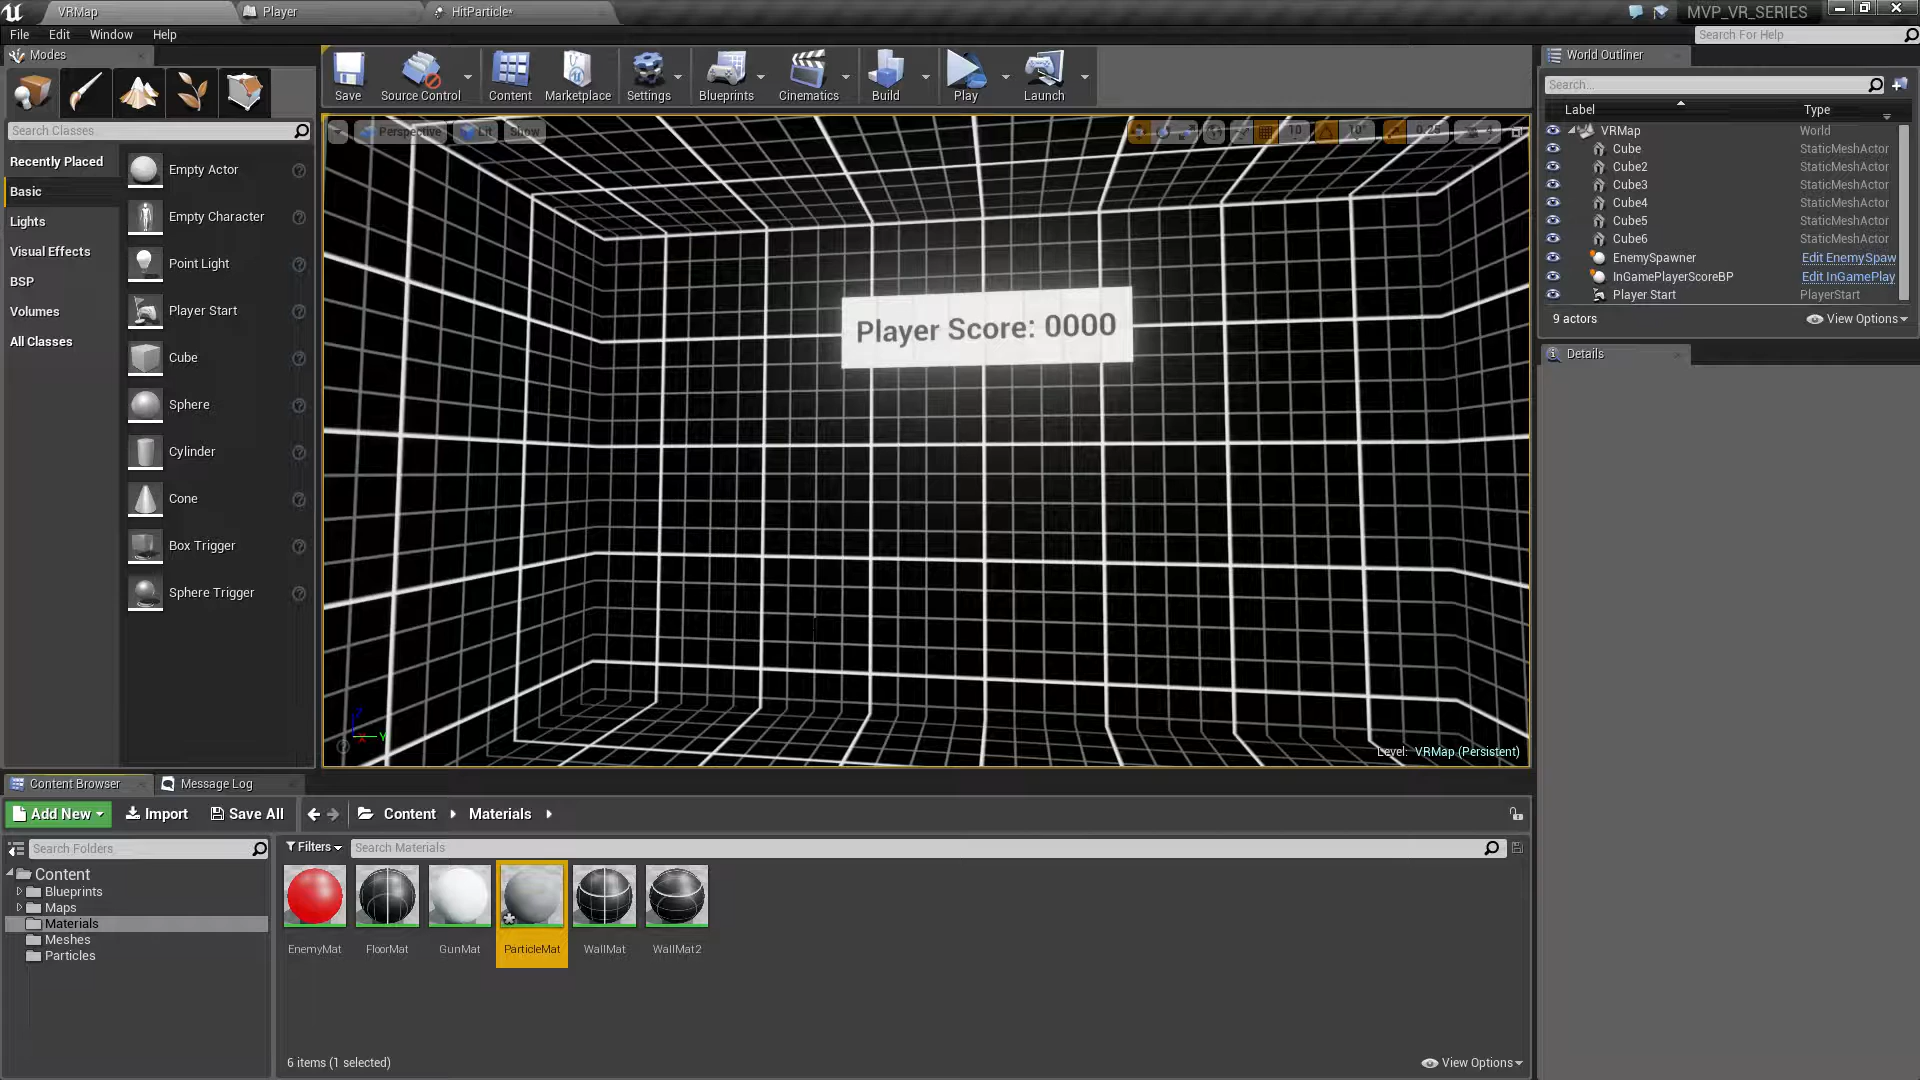 VRMap
Player
HitParticle*
MVP_VR_SERIES
File
Edit
Window
Help
Search For Help
Modes
Search Classes
Recently Placed
Basic
Lights
Visual Effects
BSP
Volumes
All Classes
Empty Actor
Empty Character
Point Light
Player Start
Cube
Sphere
Cylinder
Cone
Box Trigger
Sphere Trigger
Save
Source Control
Content
Marketplace
Settings
Blueprints
Cinematics
Build
Play
Launch
Perspective
Lit
Show
10
10°
0.25
4
Player Score: 0000
Z
X
Y
Level: VRMap (Persistent)
World Outliner
Search...
Label
Type
VRMap World
Cube StaticMeshActor
Cube2 StaticMeshActor
Cube3 StaticMeshActor
Cube4 StaticMeshActor
Cube5 StaticMeshActor
Cube6 StaticMeshActor
EnemySpawner Edit EnemySpaw
InGamePlayerScoreBP Edit InGamePlay
Player Start PlayerStart
9 actors
View Options
Details
Content Browser
Message Log
Add New
Import
Save All
Content
Materials
Search Folders
Content
Blueprints
Maps
Materials
Meshes
Particles
Filters
Search Materials
EnemyMat
FloorMat
GunMat
ParticleMat
WallMat
WallMat2
6 items (1 selected)
View Options